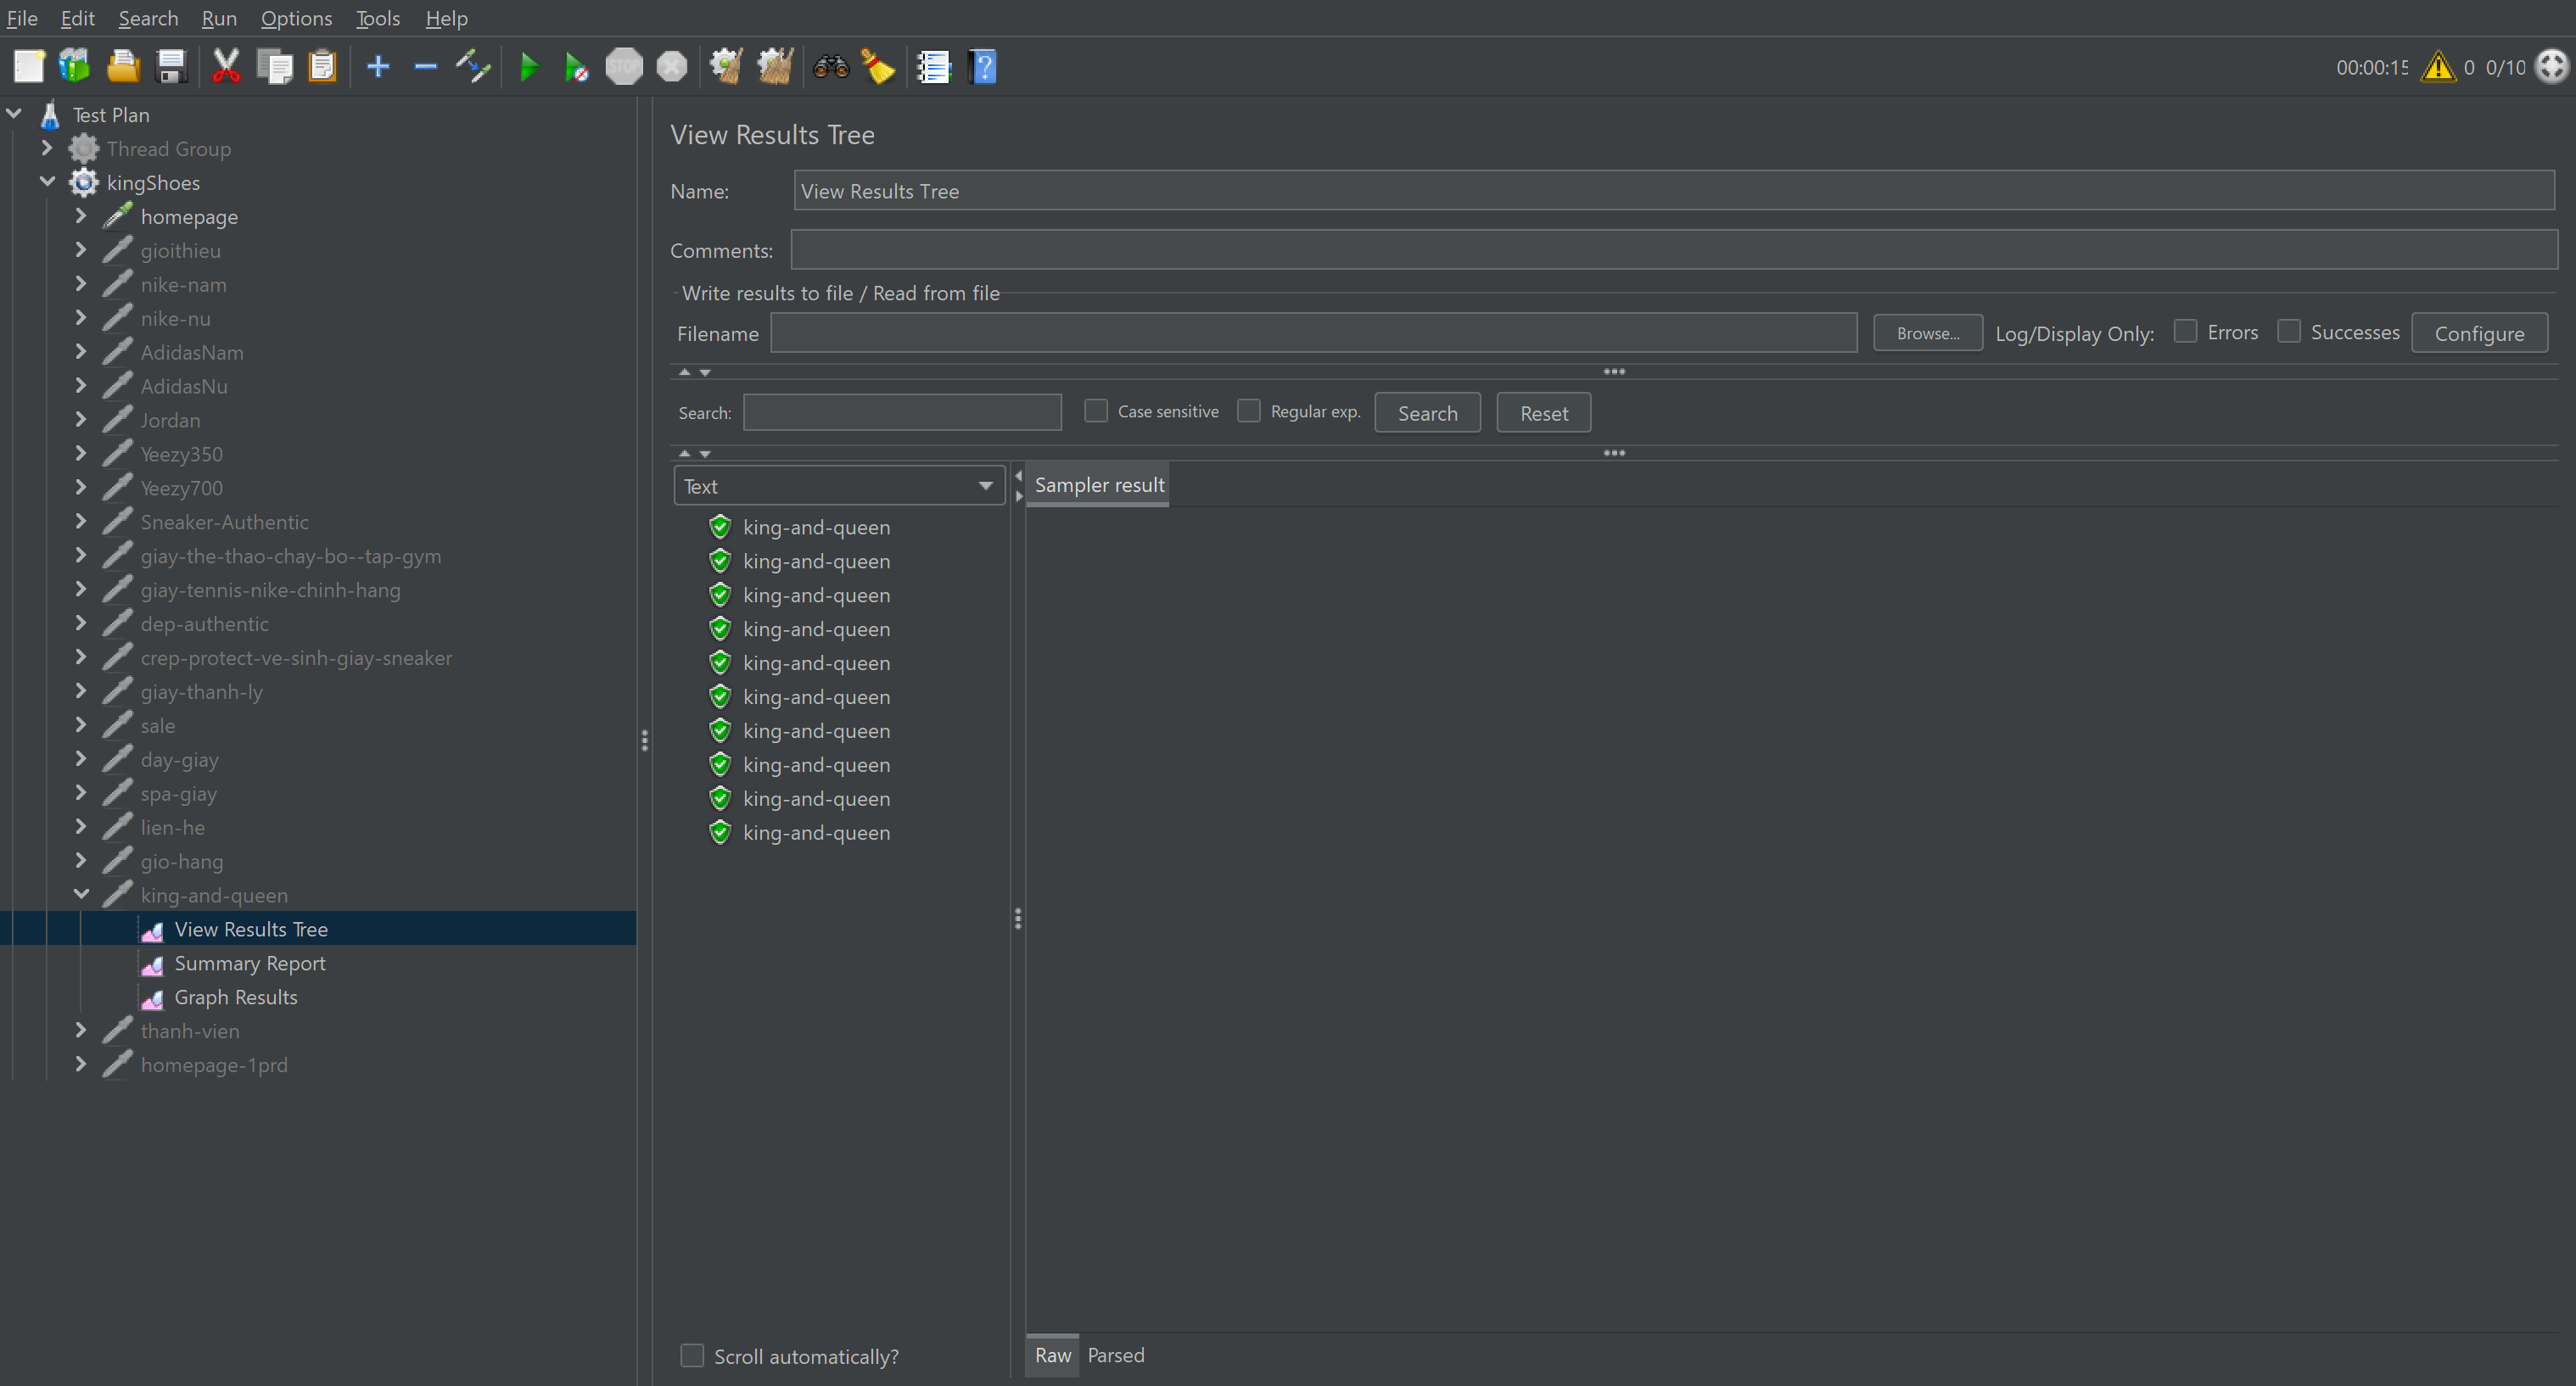 File Edit Search Run Options Tools Help
STOP
00:00:15 0 0/10
Test Plan
Thread Group
kingShoes
homepage
gioithieu
nike-nam
nike-nu
AdidasNam
AdidasNu
Jordan
Yeezy350
Yeezy700
Sneaker-Authentic
giay-the-thao-chay-bo--tap-gym
giay-tennis-nike-chinh-hang
dep-authentic
crep-protect-ve-sinh-giay-sneaker
giay-thanh-ly
sale
day-giay
spa-giay
lien-he
gio-hang
king-and-queen
View Results Tree
Summary Report
Graph Results
thanh-vien
homepage-1prd
View Results Tree
Name: View Results Tree
Comments:
Write results to file / Read from file
Filename Browse... Log/Display Only: Errors Successes Configure
Search: Case sensitive Regular exp. Search Reset
Text
Sampler result
king-and-queen
king-and-queen
king-and-queen
king-and-queen
king-and-queen
king-and-queen
king-and-queen
king-and-queen
king-and-queen
king-and-queen
Scroll automatically?
Raw Parsed